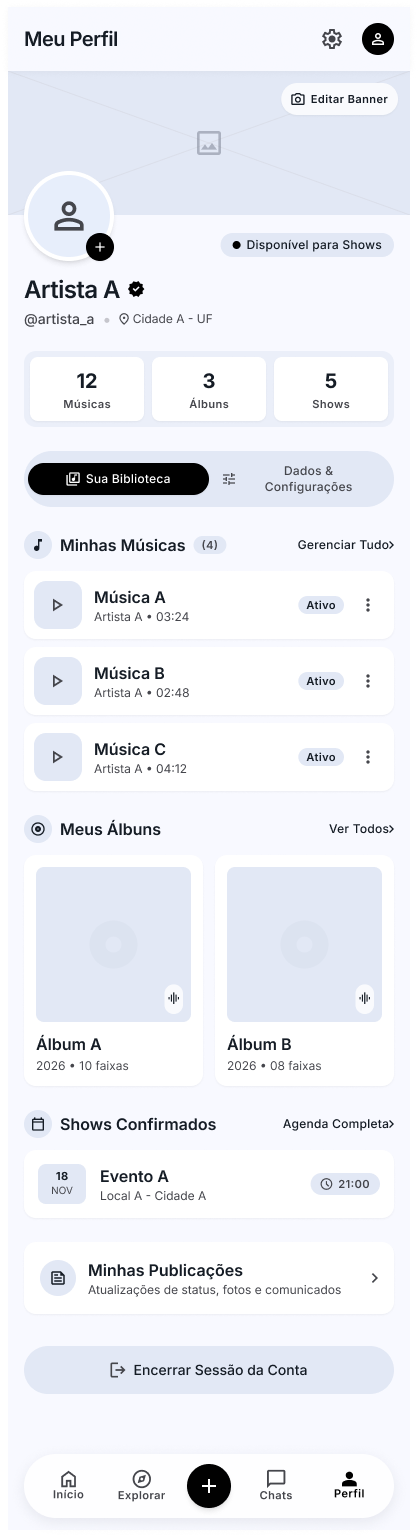 Meu Perfil
Editar Banner
Disponível para Shows
Artista A
@artista_a • Cidade A - UF
12 3 5
Músicas Álbuns Shows
Sua Biblioteca
Dados &
Configurações
Minhas Músicas (4) Gerenciar Tudo
Música A
Artista A • 03:24
Ativo
Música B
Artista A • 02:48
Ativo
Música C
Artista A • 04:12
Ativo
Meus Álbuns Ver Todos
Álbum A Álbum B
2026 • 10 faixas 2026 • 08 faixas
Shows Confirmados Agenda Completa
18
NOV
Evento A
Local A - Cidade A
21:00
Minhas Publicações
Atualizações de status, fotos e comunicados
Encerrar Sessão da Conta
Início Explorar Chats Perfil